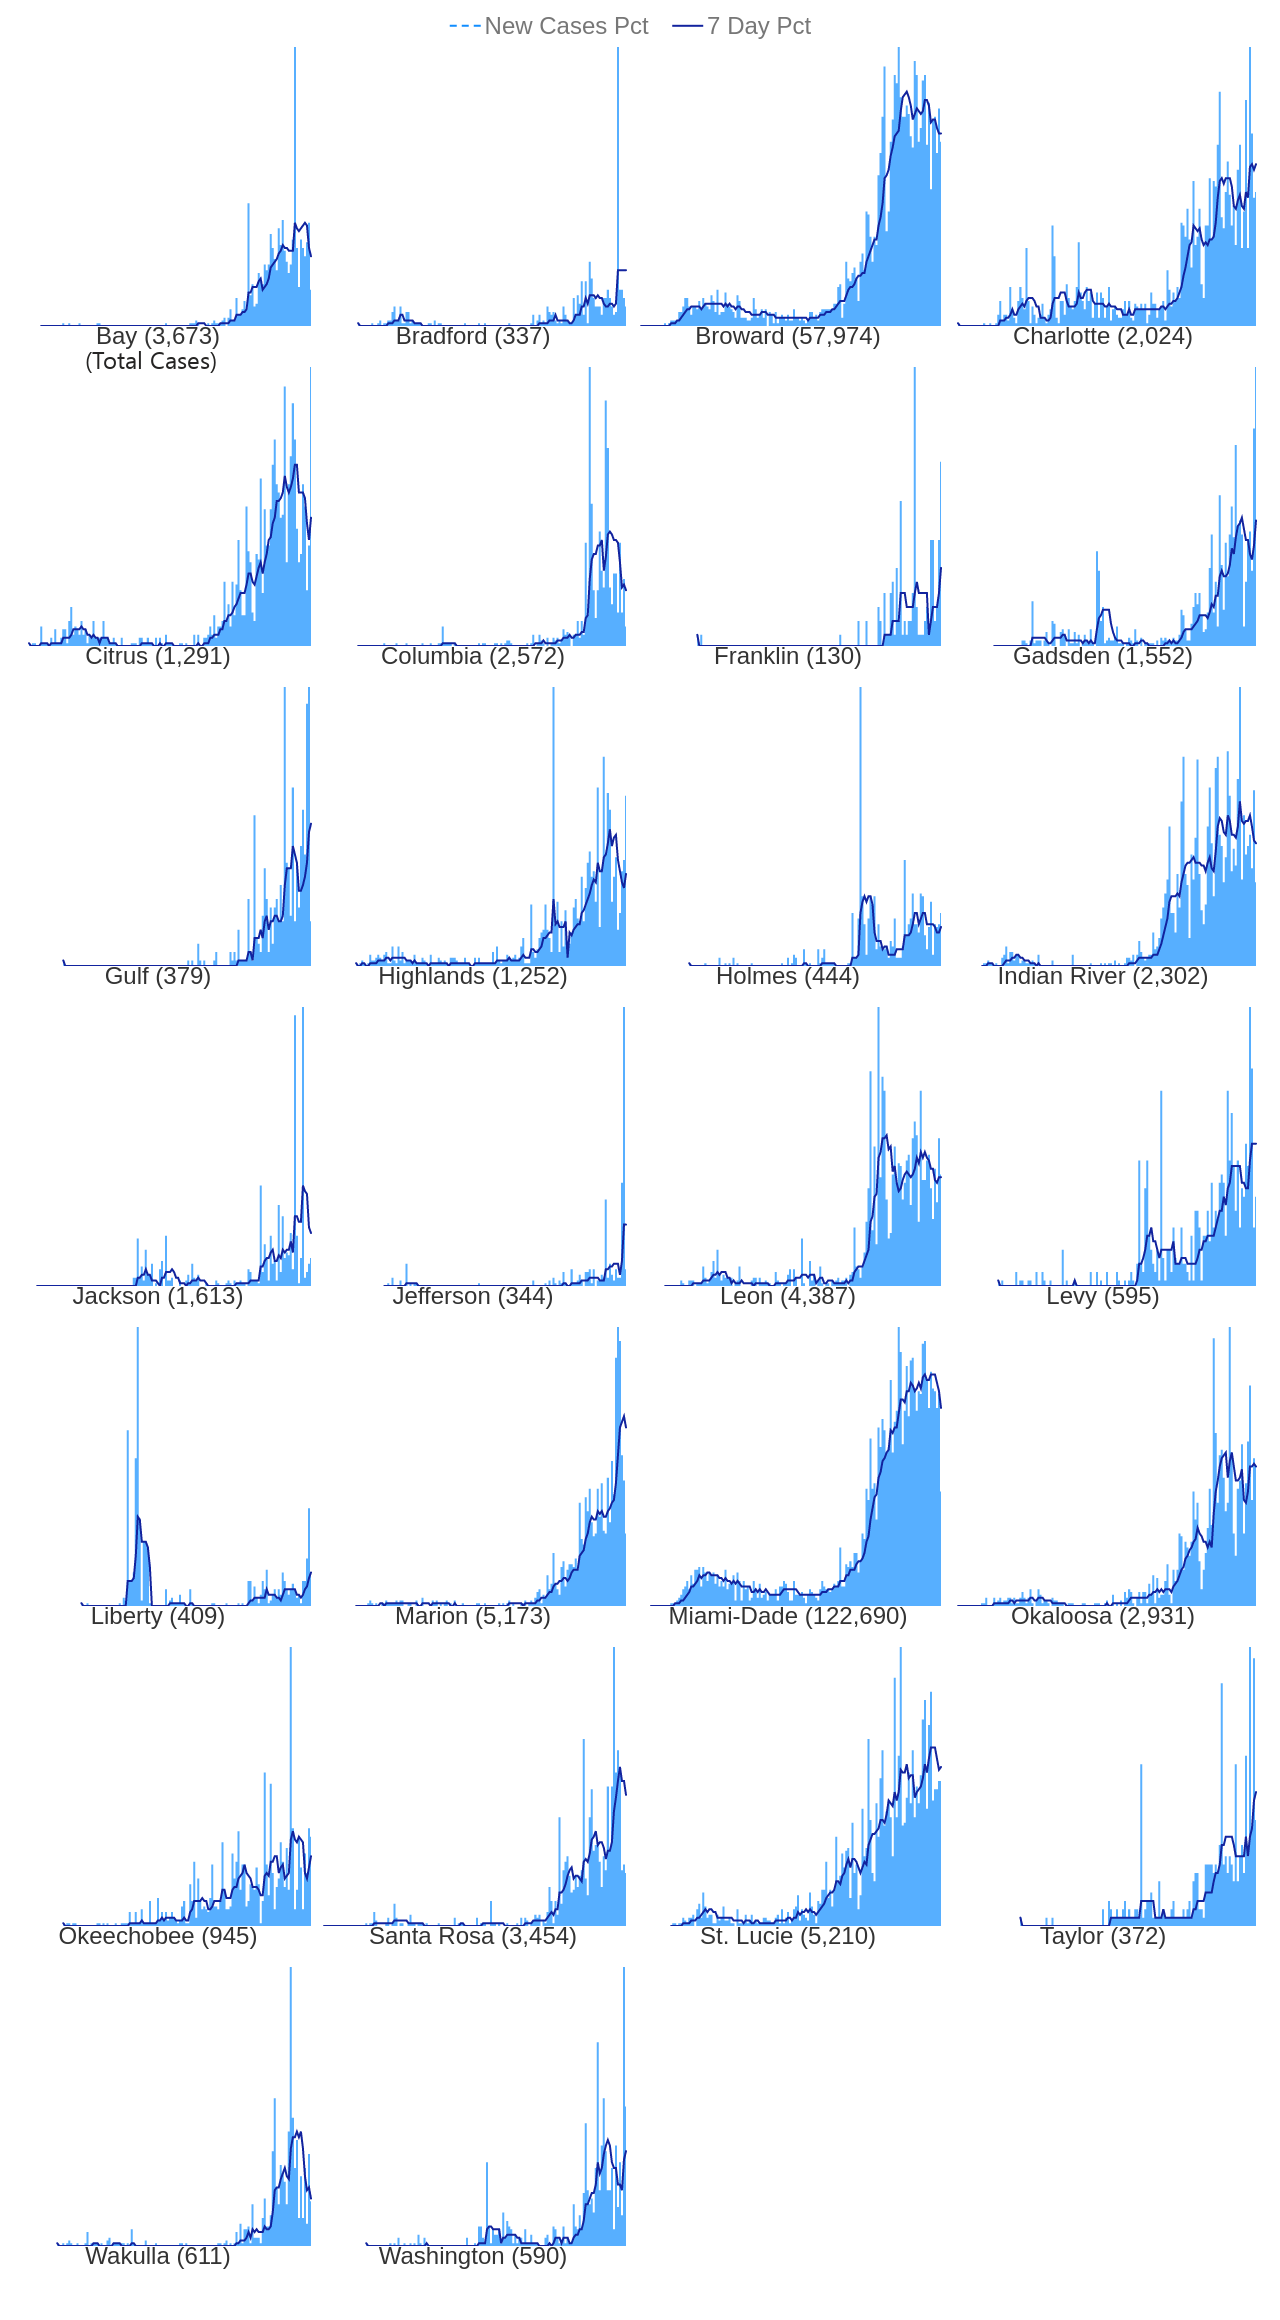 New Cases Pct 7 Day Pct
Bay (3,673) Bradford (337) Broward (57,974) Charlotte (2,024)
(Total Cases)
Citrus (1,291) Columbia (2,572) Franklin (130) Gadsden (1,552)
Gulf (379) Highlands (1,252) Holmes (444) Indian River (2,302)
Jackson (1,613) Jefferson (344) Leon (4,387) Levy (595)
Liberty (409) Marion (5,173) Miami-Dade (122,690) Okaloosa (2,931)
Okeechobee (945) Santa Rosa (3,454) St. Lucie (5,210) Taylor (372)
Wakulla (611) Washington (590)